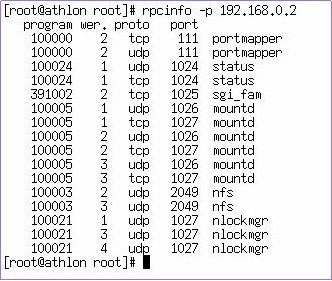 [root@athlon root]# rpcinfo -p 192.168.0.2
program wer. proto port
100000 2 tcp 111 portmapper
100000 2 udp 111 portmapper
100024 1 udp 1024 status
100024 1 tcp 1024 status
391002 2 tcp 1025 sgi_fam
100005 1 udp 1026 mountd
100005 1 tcp 1027 mountd
100005 2 udp 1026 mountd
100005 2 tcp 1027 mountd
100005 3 udp 1026 mountd
100005 3 tcp 1027 mountd
100003 2 udp 2049 nfs
100003 3 udp 2049 nfs
100021 1 udp 1027 nlockmgr
100021 3 udp 1027 nlockmgr
100021 4 udp 1027 nlockmgr
[root@athlon root]#